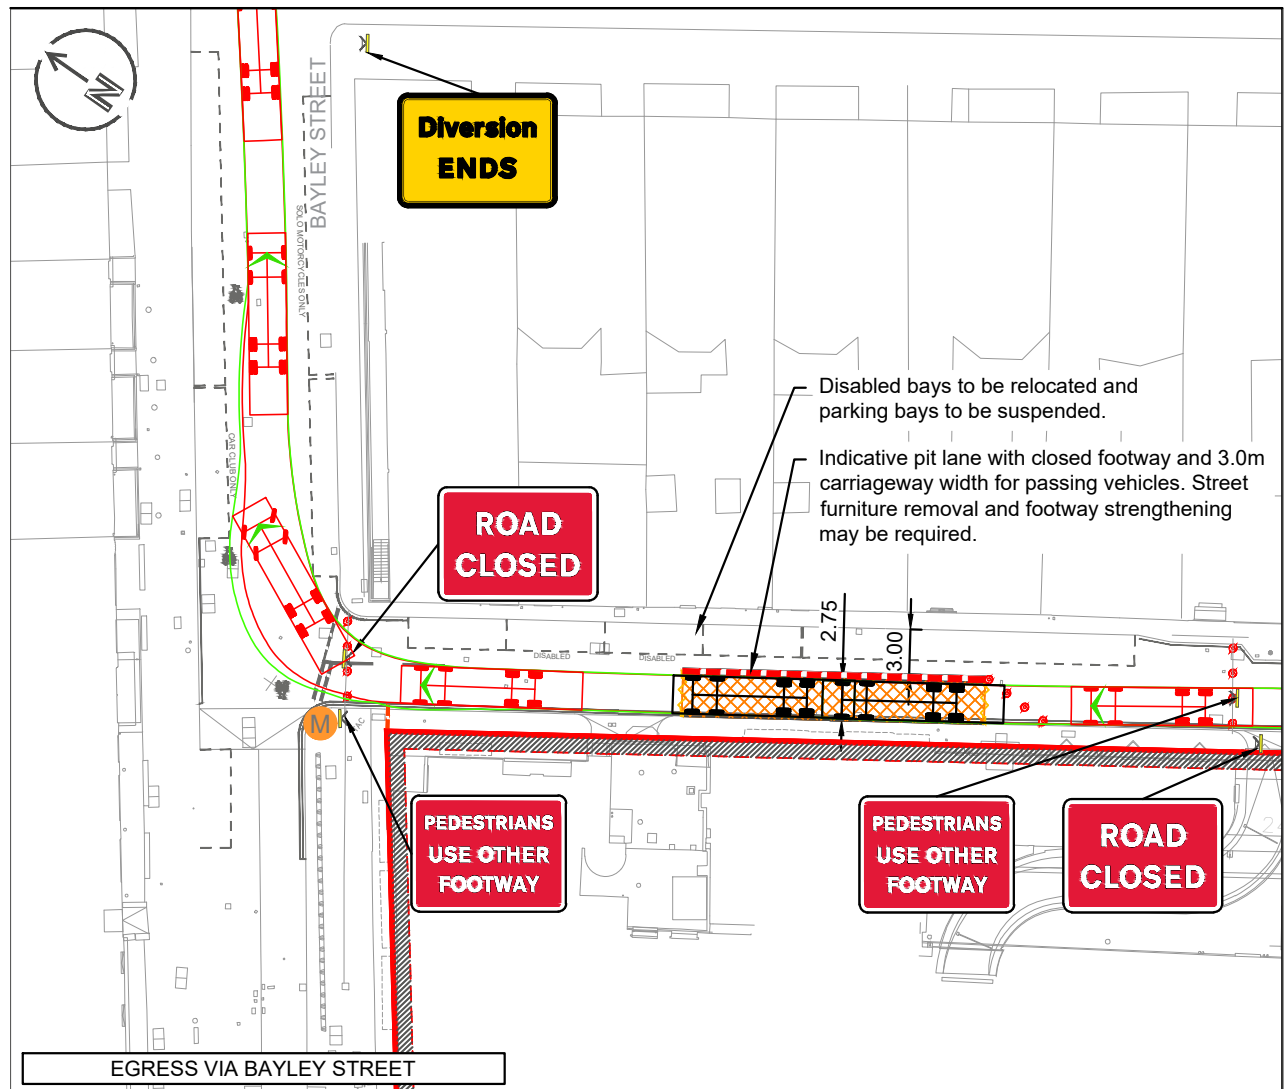 N
BAYLEY STREET
Diversion
ENDS
SOLO MOTORCYCLES ONLY
Disabled bays to be relocated and
parking bays to be suspended.
Indicative pit lane with closed footway and 3.0m
carriageway width for passing vehicles. Street
furniture removal and footway strengthening
may be required.
CAR CLUB ONLY
ROAD
CLOSED
2.75
3.00
DISABLED
DISABLED
M
PEDESTRIANS
USE OTHER
FOOTWAY
PEDESTRIANS
USE OTHER
FOOTWAY
ROAD
CLOSED
EGRESS VIA BAYLEY STREET